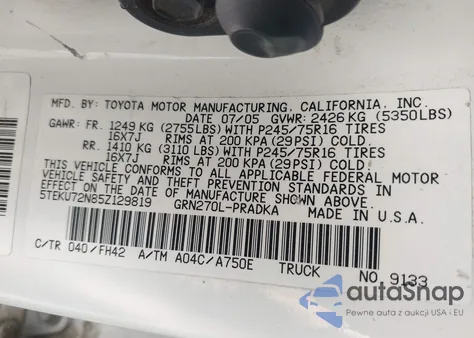 MFD. BY: TOYOTA MOTOR MANUFACTURING, CALIFORNIA, INC.
DATE 07/05 GVWR: 2426 KG (5350LBS)
GAWR: FR. 1249 KG (2755LBS) WITH P245/75R16 TIRES
16X7J RIMS AT 200 KPA (29PSI) COLD
RR. 1410 KG (3110LBS) WITH P245/75R16 TIRES
16X7J RIMS AT 200 KPA (29PSI) COLD.
THIS VEHICLE CONFORMS TO ALL APPLICABLE FEDERAL MOTOR
VEHICLE SAFETY AND THEFT PREVENTION STANDARDS IN
EFFECT ON THE DATE OF MANUFACTURE SHOWN ABOVE.
5TEKU72N85Z129819 GRN270L-PRADKA MADE IN U.S.A.
C/TR 040/FH42 A/TM A04C/A750E TRUCK NO. 9133
autoSnap
Pewne auta z USA i EU